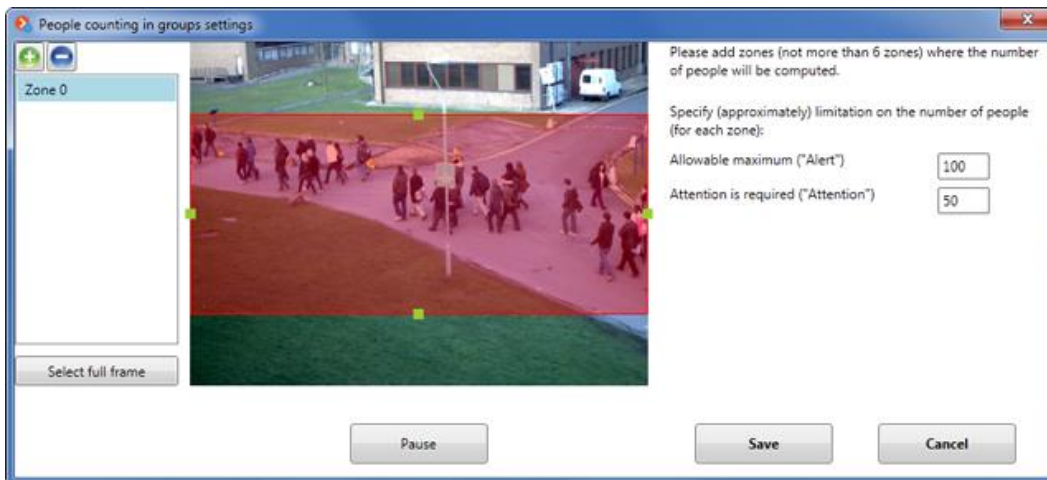 People counting in groups settings
Zone 0
Please add zones (not more than 6 zones) where the number
of people will be computed.
Specify (approximately) limitation on the number of people
(for each zone):
Allowable maximum ("Alert")
100
Attention is required ("Attention")
50
Select full frame
Pause
Save
Cancel